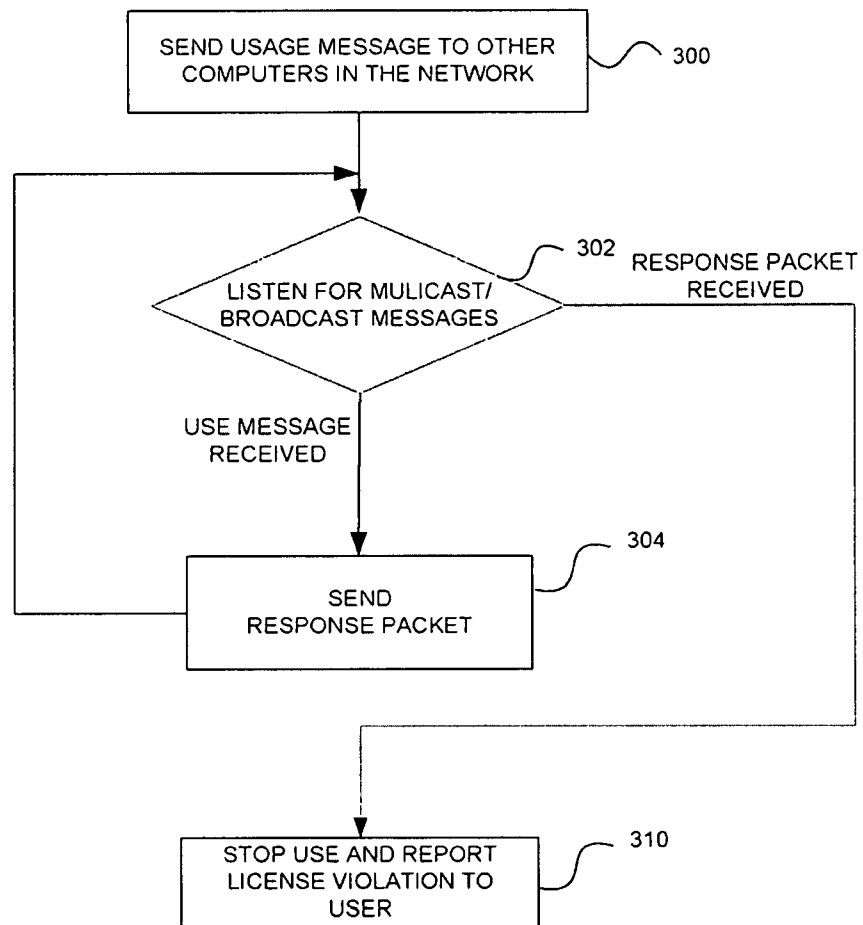 SEND USAGE MESSAGE TO OTHER
COMPUTERS IN THE NETWORK
300
302
RESPONSE PACKET
RECEIVED
LISTEN FOR MULICAST/
BROADCAST MESSAGES
USE MESSAGE
RECEIVED
304
SEND
RESPONSE PACKET
310
STOP USE AND REPORT
LICENSE VIOLATION TO
USER